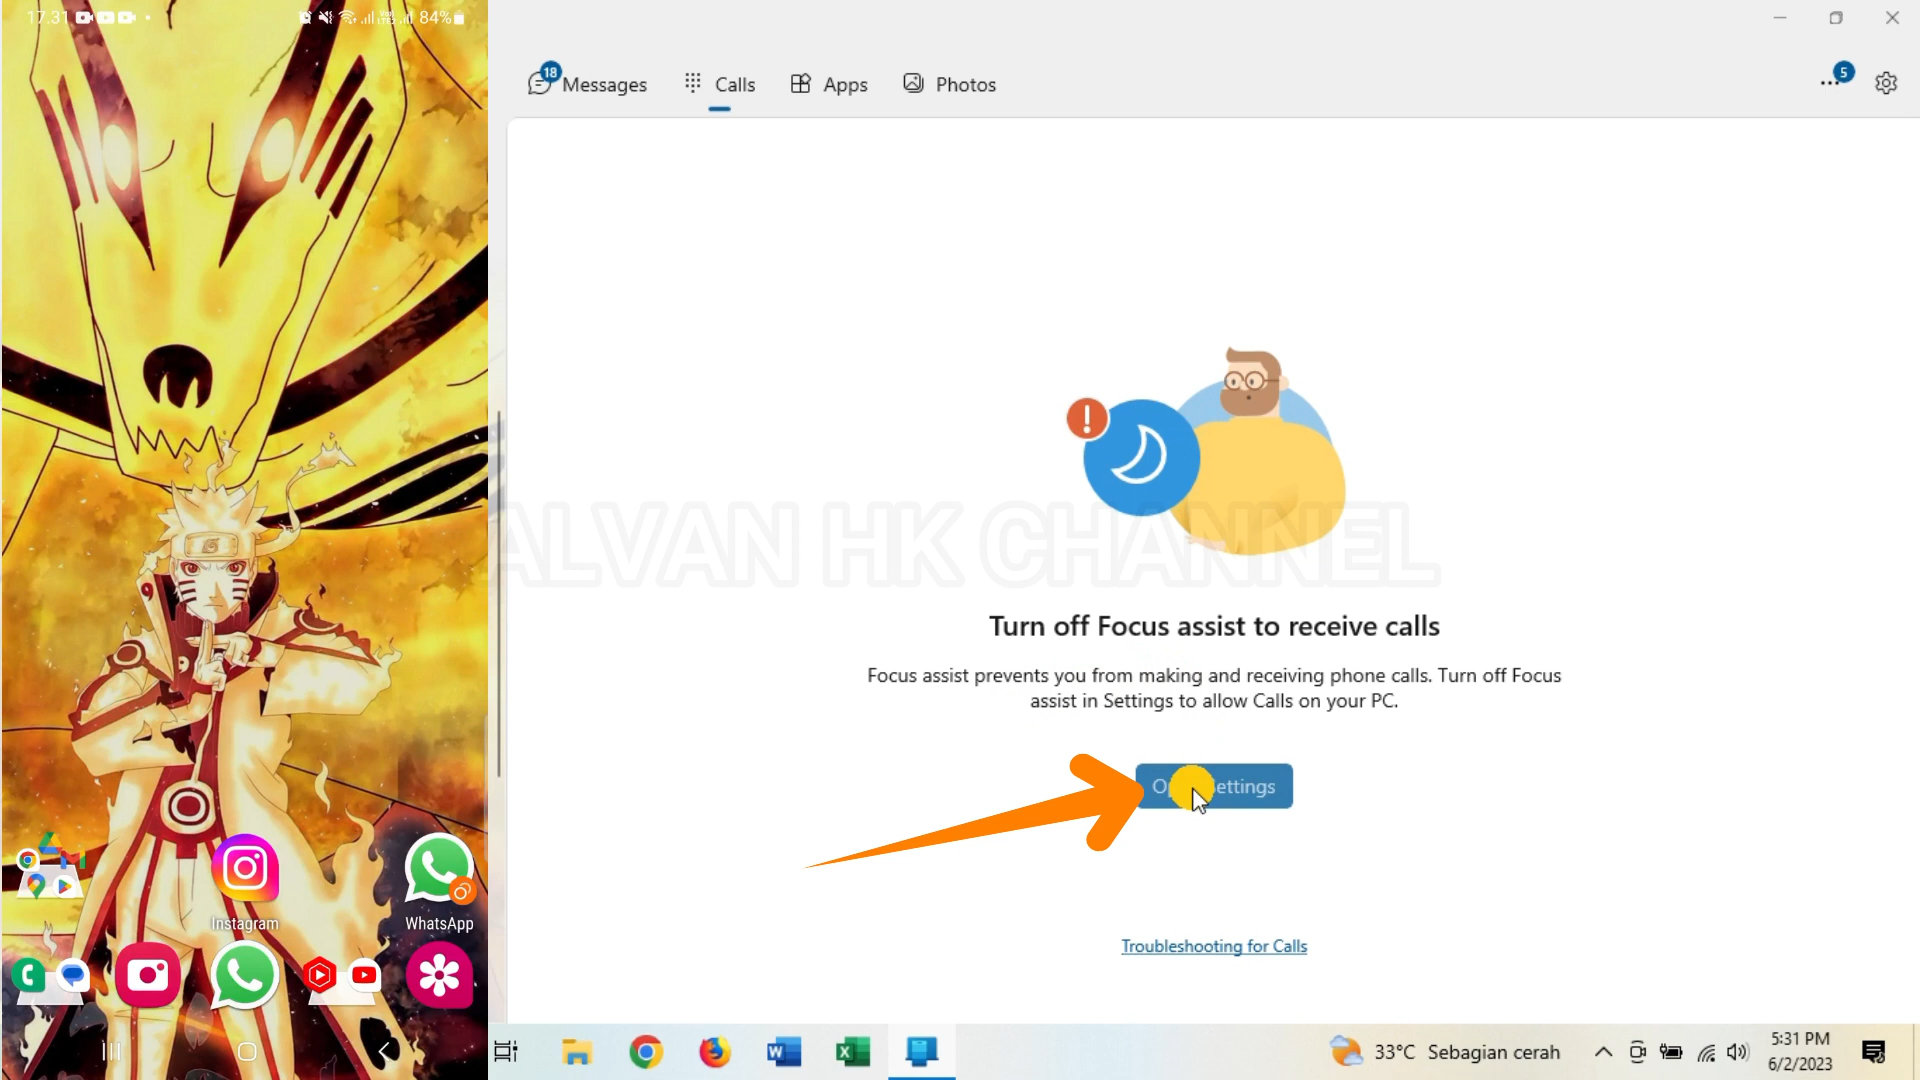 17.31
84%
Instagram
WhatsApp
18
Messages
Calls
Apps
Photos
5
ALVAN HK CHANNEL
Turn off Focus assist to receive calls
Focus assist prevents you from making and receiving phone calls. Turn off Focus
assist in Settings to allow Calls on your PC.
Open Settings
Troubleshooting for Calls
33°C Sebagian cerah
5:31 PM
6/2/2023